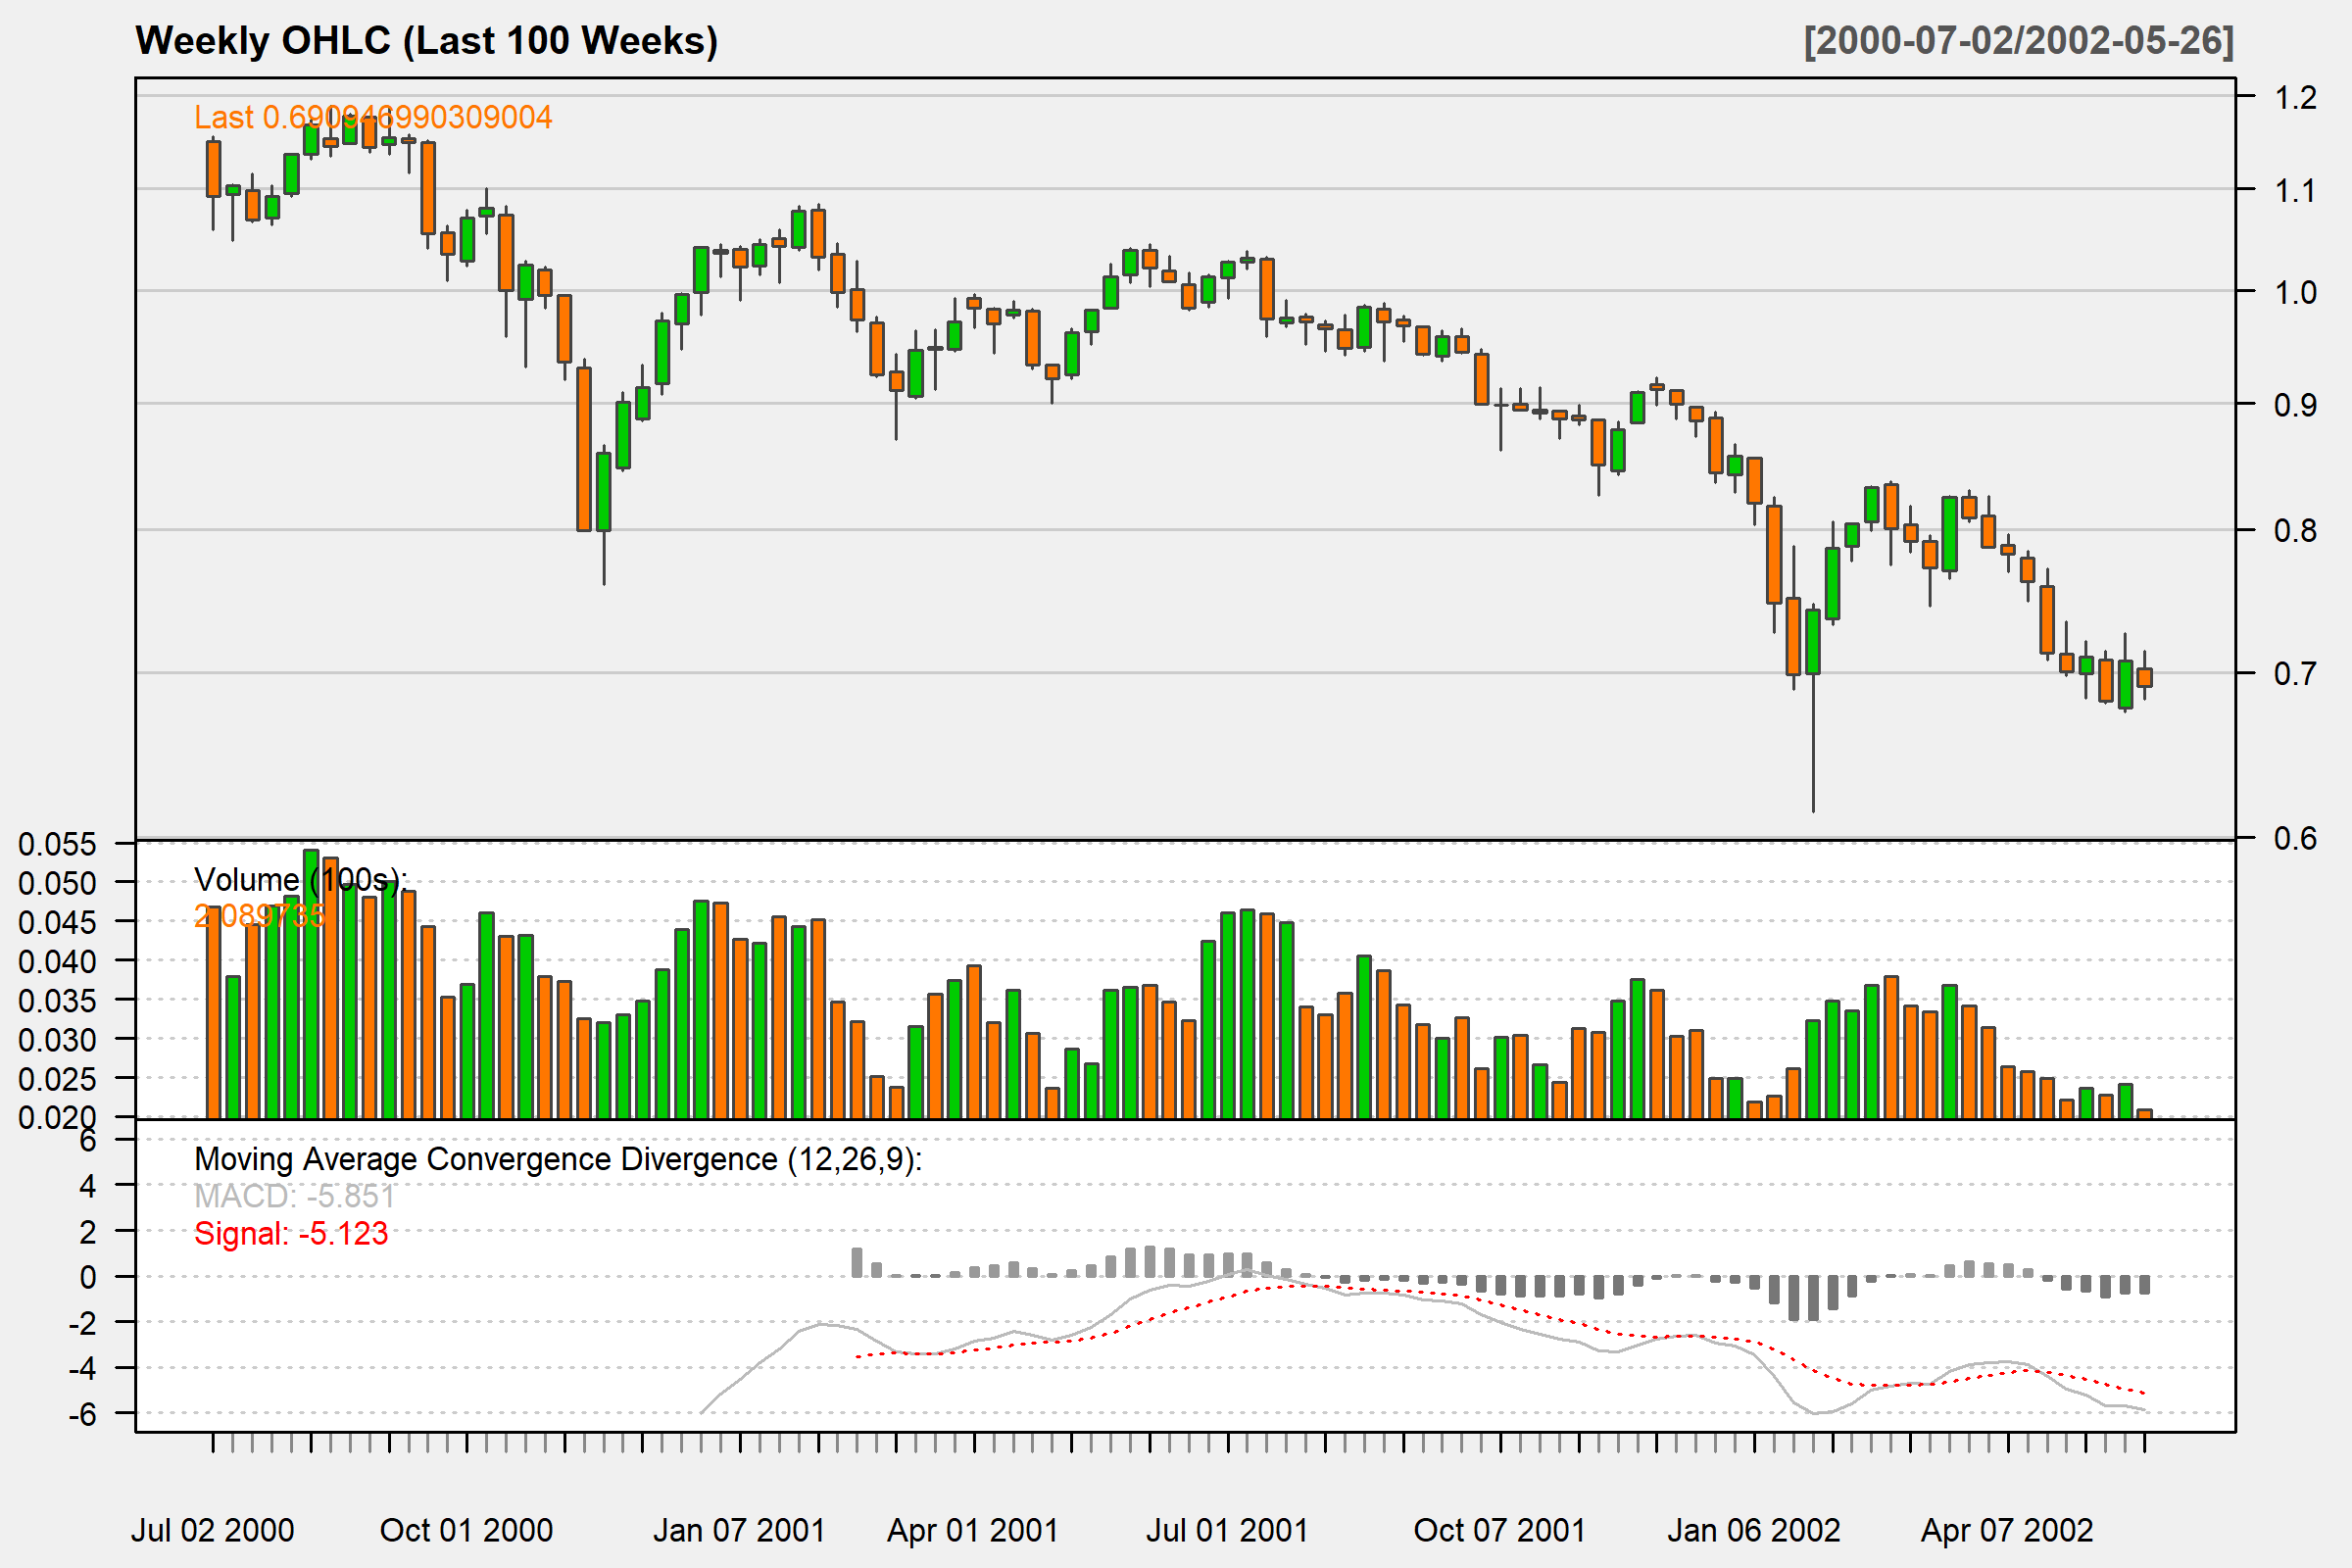 Weekly OHLC (Last 100 Weeks)
[2000-07-02/2002-05-26]
Last 0.690946990309004
1.2
1.1
1.0
0.9
0.8
0.7
0.6
0.055
0.050
0.045
0.040
0.035
0.030
0.025
0.020
Volume (100s):
2.089735
6
4
2
0
-2
-4
-6
Moving Average Convergence Divergence (12,26,9):
MACD: -5.851
Signal: -5.123
Jul 02 2000
Oct 01 2000
Jan 07 2001
Apr 01 2001
Jul 01 2001
Oct 07 2001
Jan 06 2002
Apr 07 2002